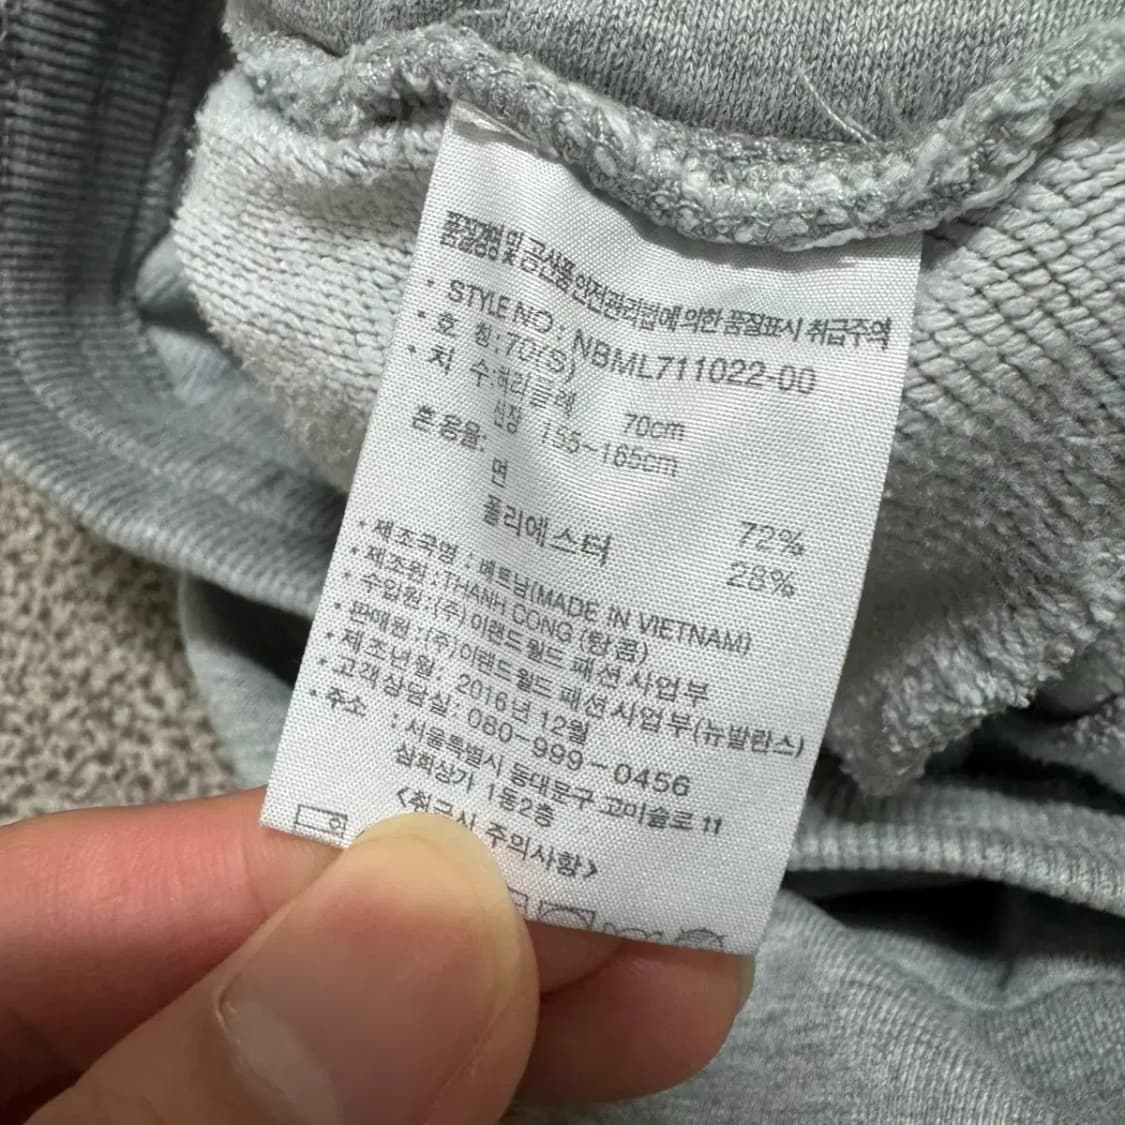 품질경영 및 공산품안전관리법에 의한 품질표시 취급주의
• STYLE NO : NBML711022-00
• 호 칭 : 70(S)
• 치 수 : 허리둘레 70cm
신장 155~165cm
혼용율:
면 72%
폴리에스터 28%
• 제조국명 : 베트남(MADE IN VIETNAM)
• 제조원 : THANH CONG (탕콤)
• 수입원 : (주)이랜드월드 패션사업부
• 판매원 : (주)이랜드월드 패션사업부(뉴발란스)
• 제조년월 : 2016년 12월
• 고객상담실: 080-999-0456
• 주소 : 서울특별시 동대문구 고미술로 11
삼희상가 1동2층
<취급시 주의사항>